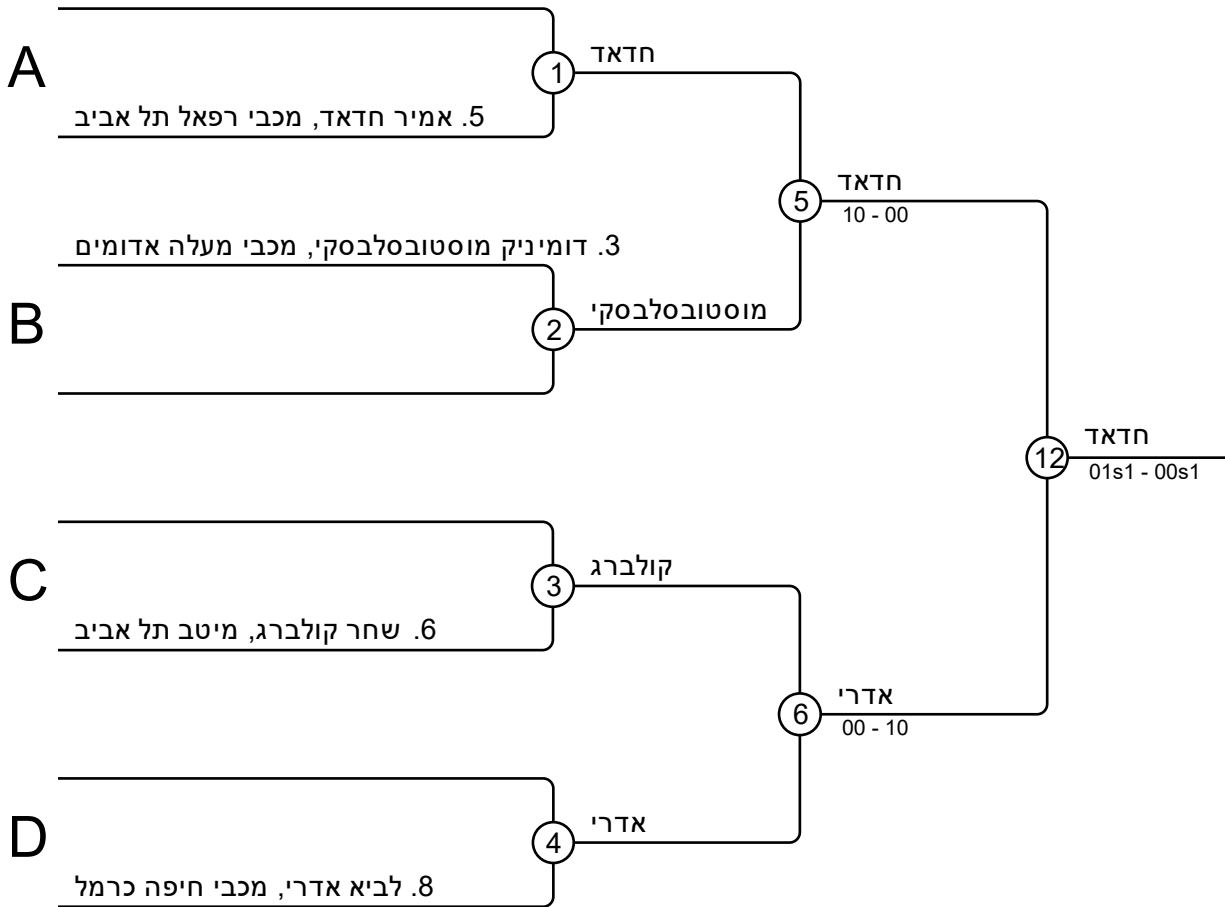 A
1
חדאד
5. אמיר חדאד, מכבי רפאל תל אביב
5
חדאד
10 - 00
3. דומיניק מוסטובסלבסקי, מכבי מעלה אדומים
B
2
מוסטובסלבסקי
12
חדאד
01s1 - 00s1
C
3
קולברג
6. שחר קולברג, מיטב תל אביב
6
אדרי
00 - 10
D
4
אדרי
8. לביא אדרי, מכבי חיפה כרמל